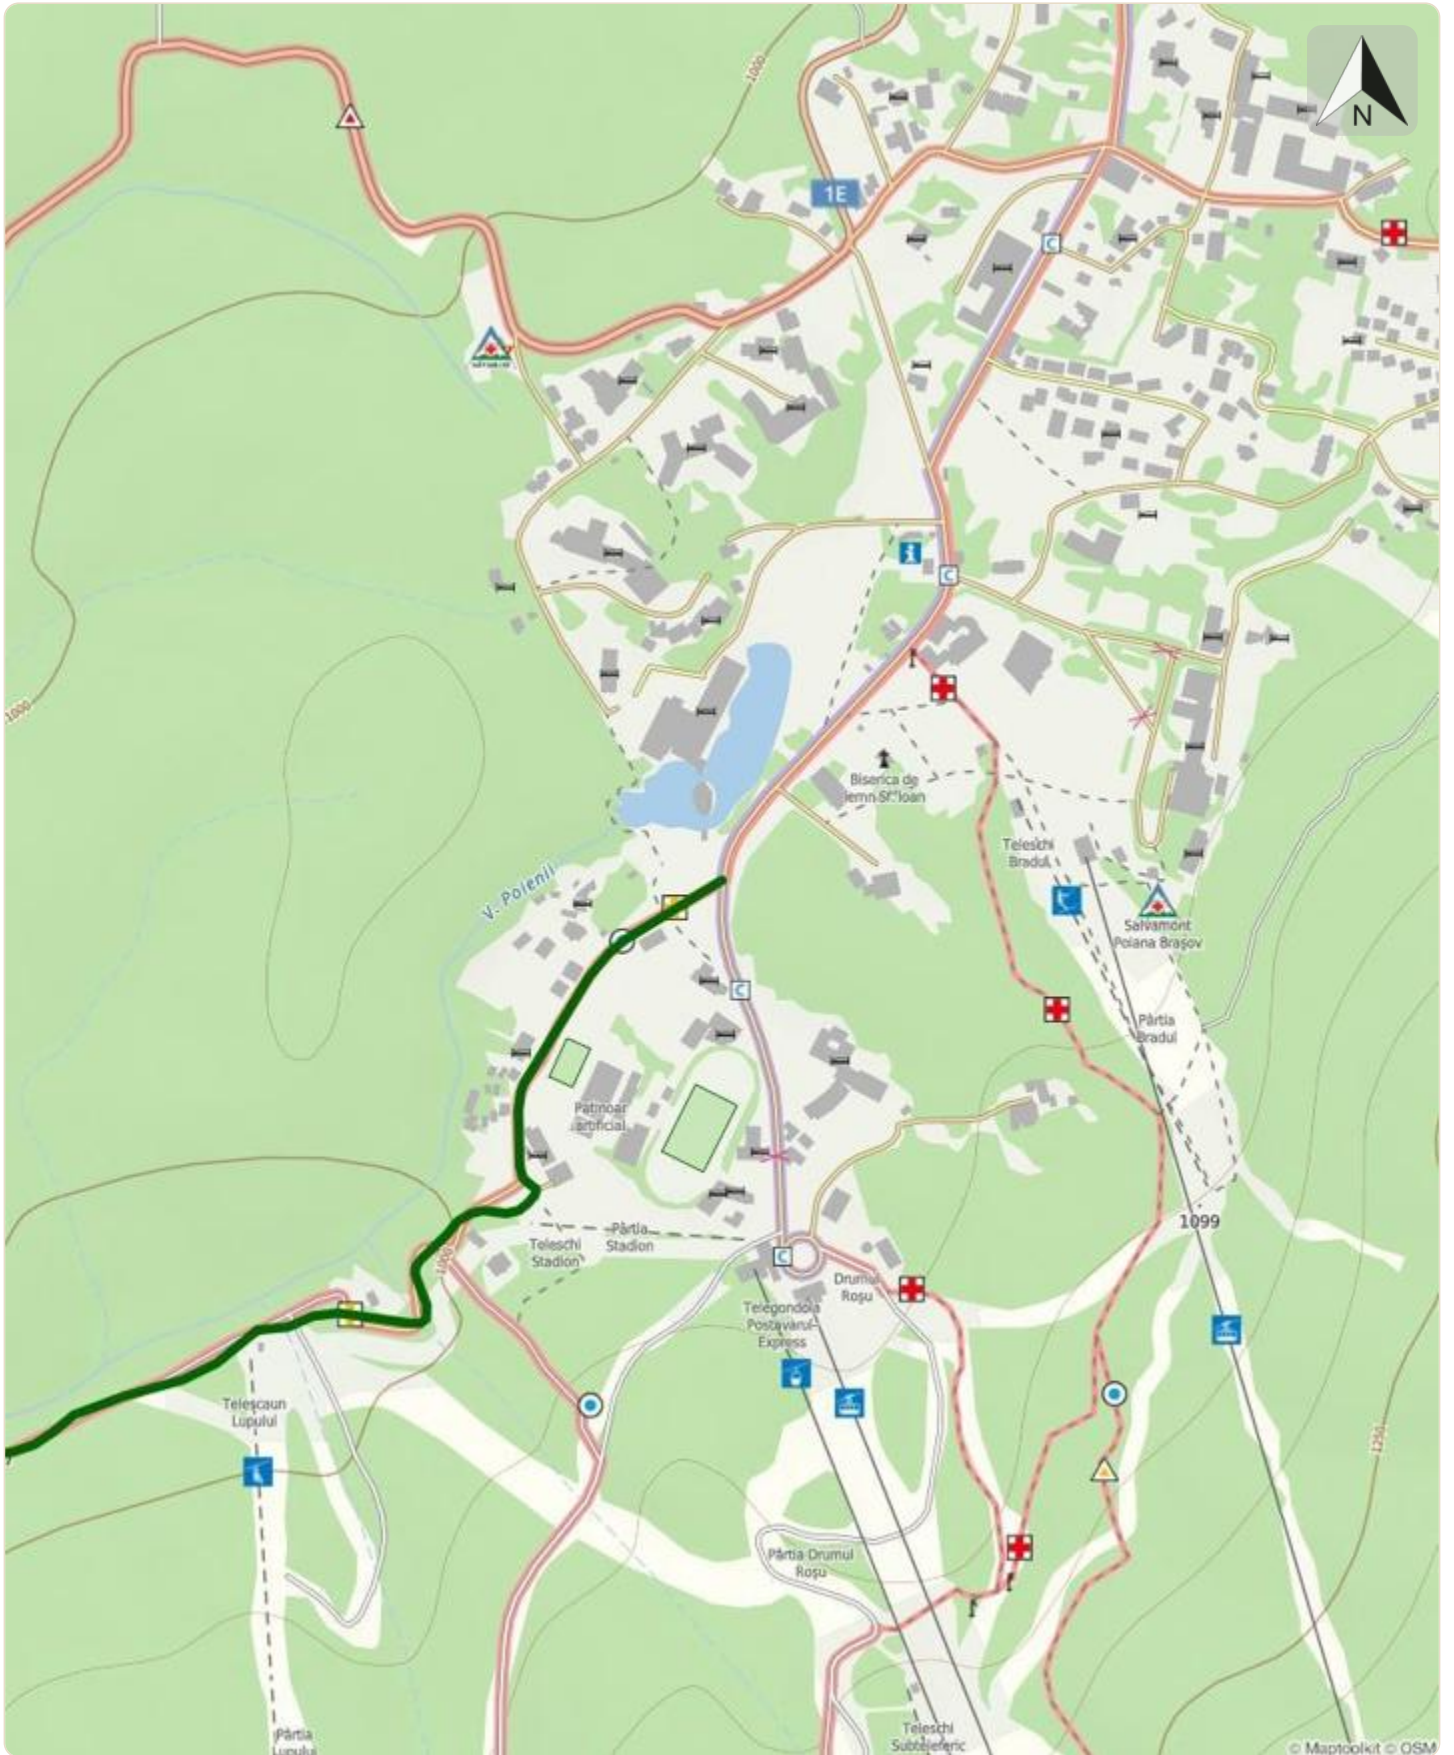 N
1000
1E
1000
Biserica de
lemn Sf. Ioan
Teleschi
Bradul
V. Poienii
Salvamont
Poiana Brașov
Pârtia
Bradul
Patinoar
artificial
1099
Pârtia
Stadion
Teleschi
Stadion
1000
Drumul
Roșu
Telegondola
Postavarul-
Express
Telescaun
Lupului
1250
Pârtia Drumul
Roșu
Pârtia
Lupului
Teleschi
Subteleferic
C
C
C
C
© Maptoolkit © OSM